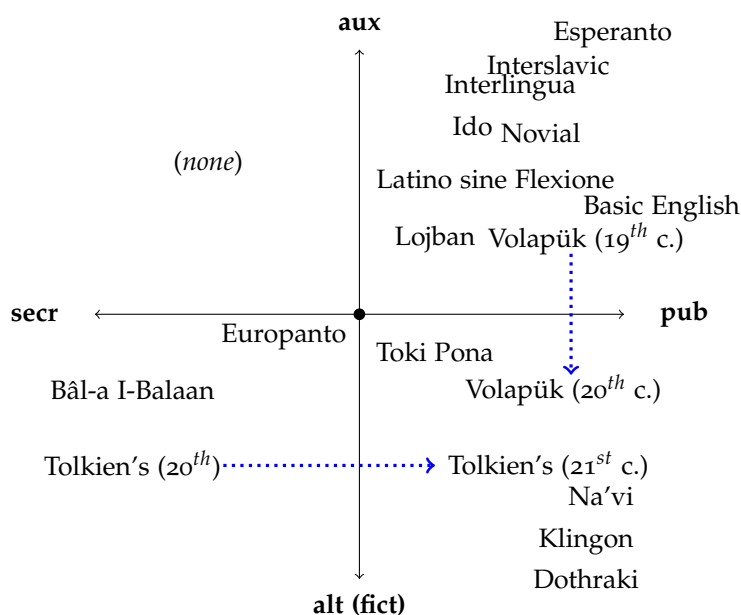 aux
Esperanto
Interslavic
Interlingua
Ido Novial
(none)
Latino sine Flexione
Basic English
Lojban Volapük (19th c.)
secr pub
Europanto
Toki Pona
Bâl-a I-Balaan Volapük (20th c.)
Tolkien's (20th) Tolkien's (21st c.)
Na'vi
Klingon
Dothraki
alt (fict)